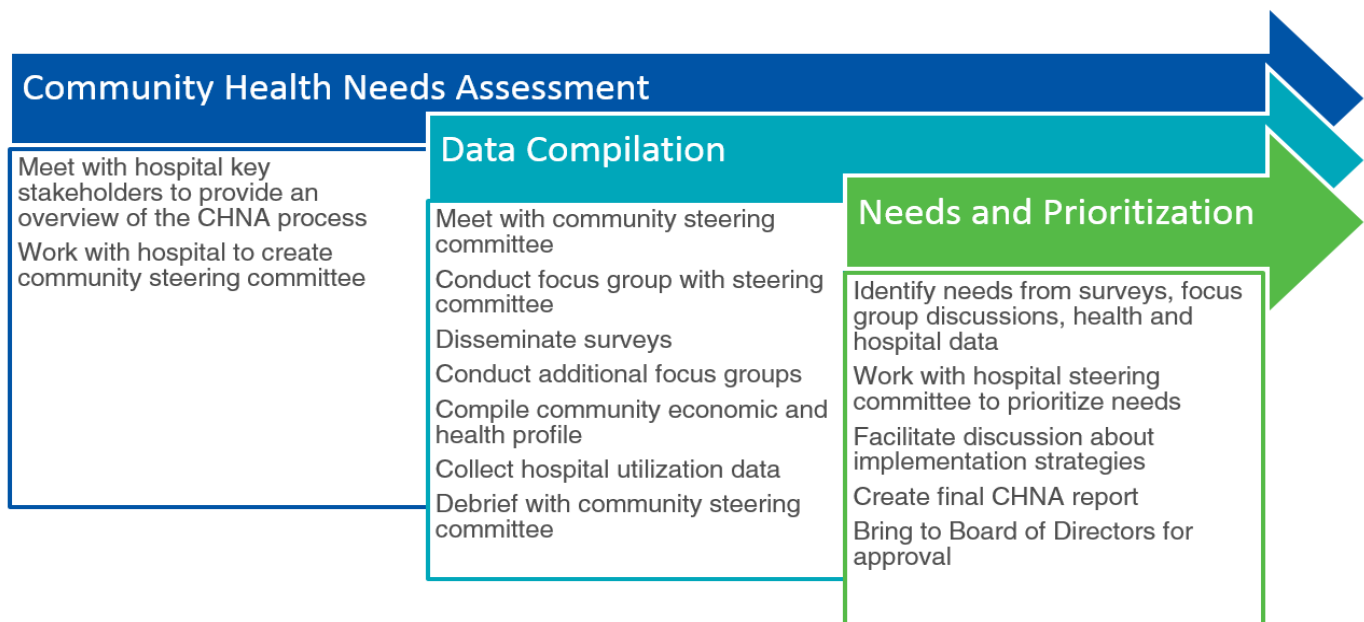 Community Health Needs Assessment
Meet with hospital key
stakeholders to provide an
overview of the CHNA process
Work with hospital to create
community steering committee
Data Compilation
Meet with community steering
committee
Conduct focus group with steering
committee
Disseminate surveys
Conduct additional focus groups
Compile community economic and
health profile
Collect hospital utilization data
Debrief with community steering
committee
Needs and Prioritization
Identify needs from surveys, focus
group discussions, health and
hospital data
Work with hospital steering
committee to prioritize needs
Facilitate discussion about
implementation strategies
Create final CHNA report
Bring to Board of Directors for
approval